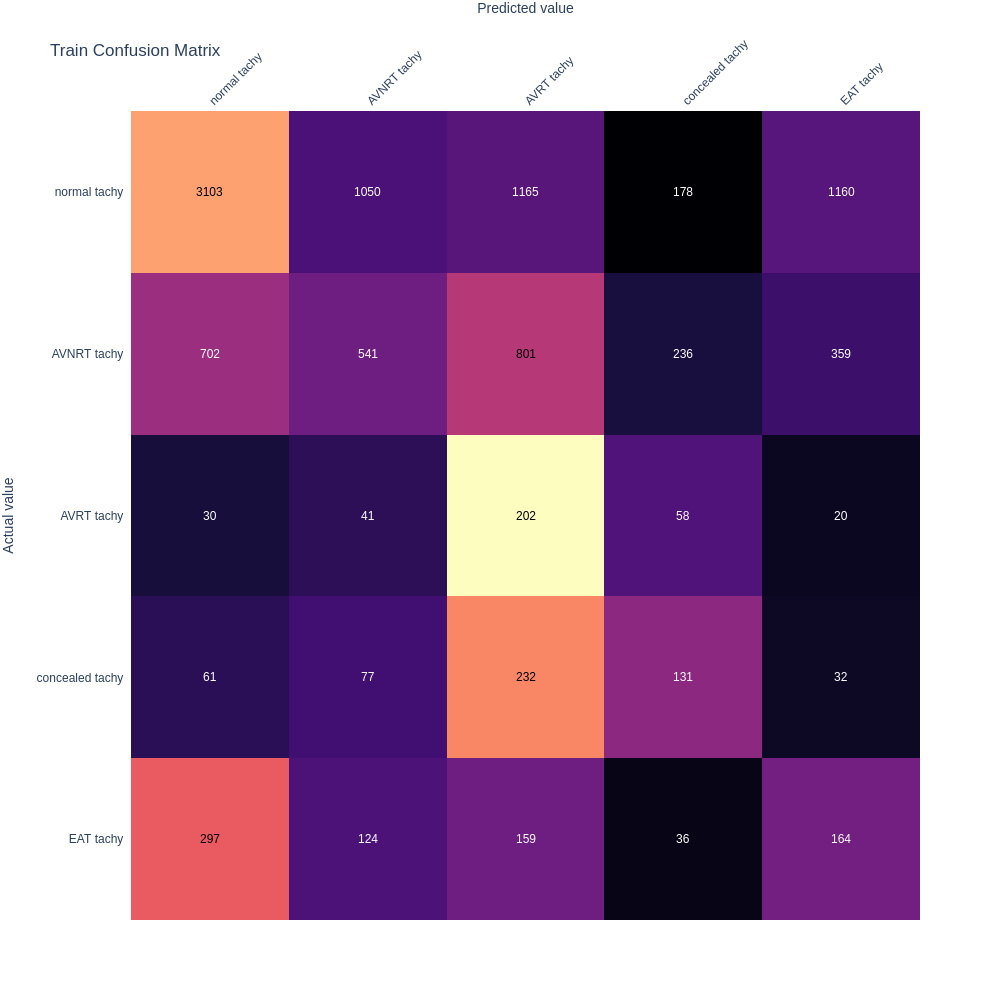 Predicted value
Train Confusion Matrix
normal tachy
AVNRT tachy
AVRT tachy
concealed tachy
EAT tachy
normal tachy 3103 1050 1165 178 1160
AVNRT tachy 702 541 801 236 359
Actual value
AVRT tachy 30 41 202 58 20
concealed tachy 61 77 232 131 32
EAT tachy 297 124 159 36 164